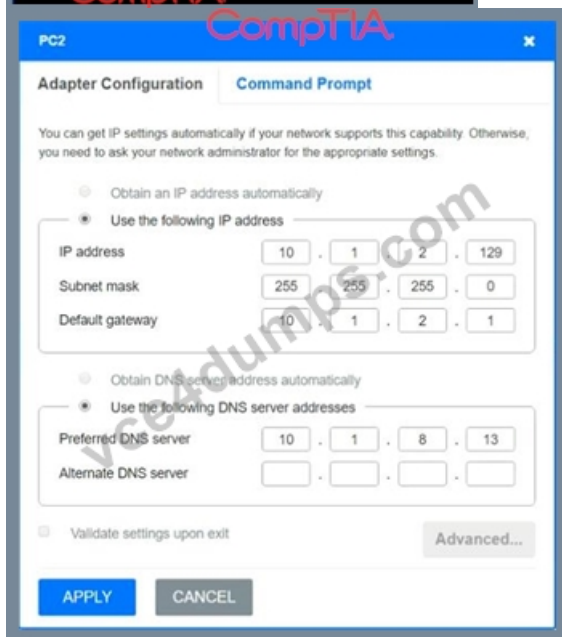 CompTIA
PC2 ×
Adapter Configuration Command Prompt
You can get IP settings automatically if your network supports this capability. Otherwise,
you need to ask your network administrator for the appropriate settings.
Obtain an IP address automatically
Use the following IP address
IP address 10 . 1 . 2 . 129
Subnet mask 255 . 255 . 255 . 0
Default gateway 10 . 1 . 2 . 1
Obtain DNS server address automatically
Use the following DNS server addresses
Preferred DNS server 10 . 1 . 8 . 13
Alternate DNS server . . .
Validate settings upon exit
Advanced...
APPLY CANCEL
vce4dumps.com